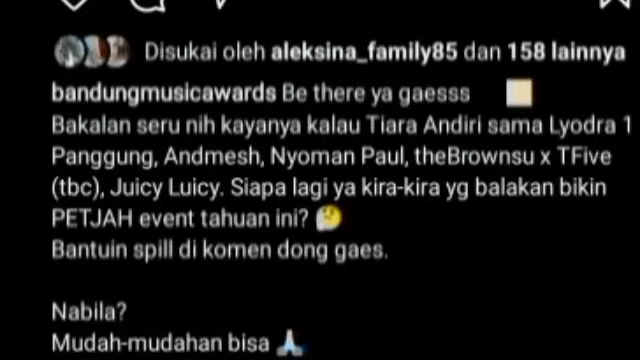 Disukai oleh aleksina_family85 dan 158 lainnya
bandungmusicawards Be there ya gaesss
Bakalan seru nih kayanya kalau Tiara Andiri sama Lyodra 1
Panggung, Andmesh, Nyoman Paul, theBrownsu x TFive
(tbc), Juicy Luicy. Siapa lagi ya kira-kira yg balakan bikin
PETJAH event tahuan ini? 🤔
Bantuin spill di komen dong gaes.
Nabila?
Mudah-mudahan bisa 🙏